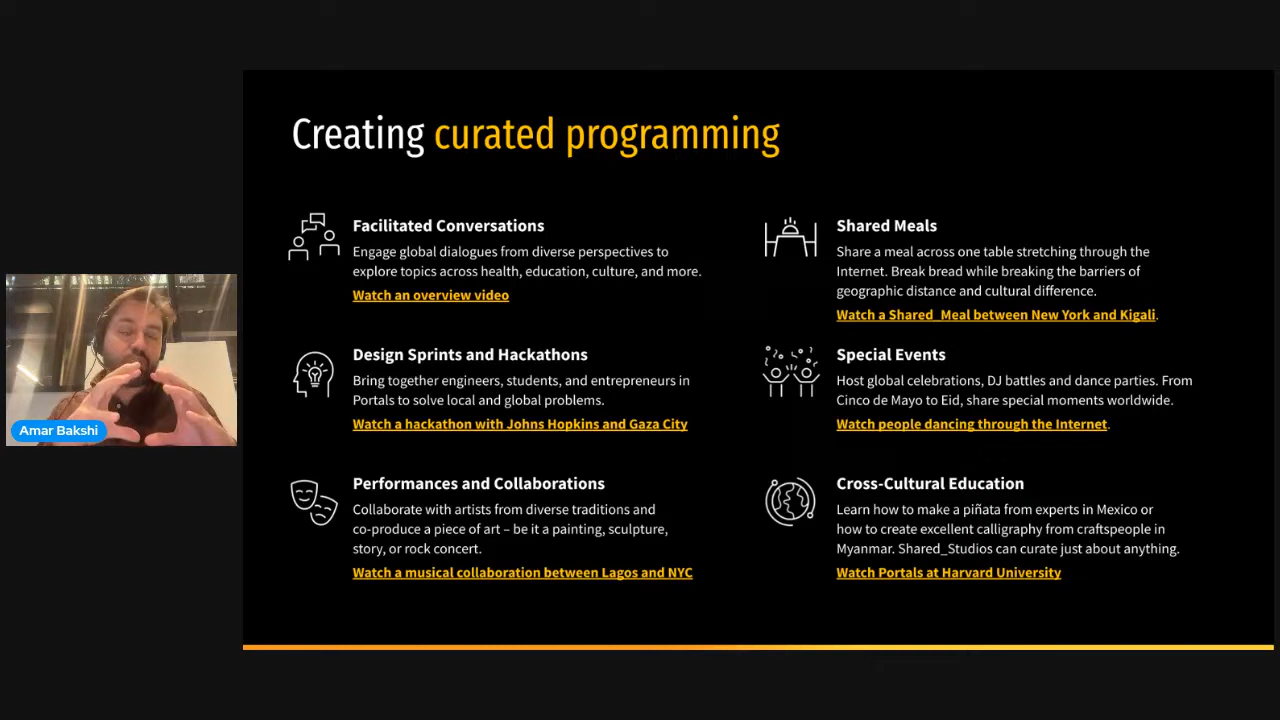 Creating curated programming
Facilitated Conversations
Engage global dialogues from diverse perspectives to
explore topics across health, education, culture, and more.
Watch an overview video
Shared Meals
Share a meal across one table stretching through the
Internet. Break bread while breaking the barriers of
geographic distance and cultural difference.
Watch a Shared_Meal between New York and Kigali.
Design Sprints and Hackathons
Bring together engineers, students, and entrepreneurs in
Portals to solve local and global problems.
Watch a hackathon with Johns Hopkins and Gaza City
Special Events
Host global celebrations, DJ battles and dance parties. From
Cinco de Mayo to Eid, share special moments worldwide.
Watch people dancing through the Internet.
Performances and Collaborations
Collaborate with artists from diverse traditions and
co-produce a piece of art – be it a painting, sculpture,
story, or rock concert.
Watch a musical collaboration between Lagos and NYC
Cross-Cultural Education
Learn how to make a piñata from experts in Mexico or
how to create excellent calligraphy from craftspeople in
Myanmar. Shared_Studios can curate just about anything.
Watch Portals at Harvard University
Amar Bakshi